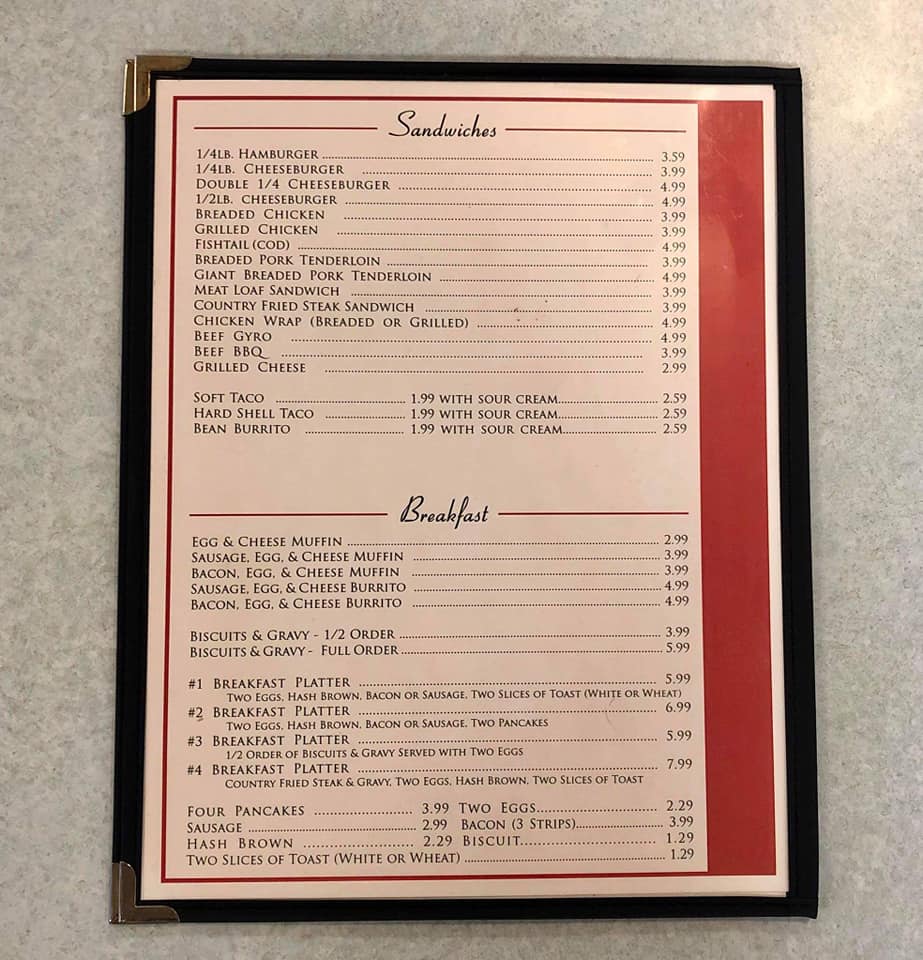 Sandwiches
1/4LB. HAMBURGER 3.59
1/4LB. CHEESEBURGER 3.99
DOUBLE 1/4 CHEESEBURGER 4.99
1/2LB. CHEESEBURGER 4.99
BREADED CHICKEN 3.99
GRILLED CHICKEN 3.99
FISHTAIL (COD) 4.99
BREADED PORK TENDERLOIN 3.99
GIANT BREADED PORK TENDERLOIN 4.99
MEAT LOAF SANDWICH 3.99
COUNTRY FRIED STEAK SANDWICH 3.99
CHICKEN WRAP (BREADED OR GRILLED) 4.99
BEEF GYRO 4.99
BEEF BBQ 3.99
GRILLED CHEESE 2.99
SOFT TACO 1.99 WITH SOUR CREAM 2.59
HARD SHELL TACO 1.99 WITH SOUR CREAM 2.59
BEAN BURRITO 1.99 WITH SOUR CREAM 2.59
Breakfast
EGG & CHEESE MUFFIN 2.99
SAUSAGE, EGG, & CHEESE MUFFIN 3.99
BACON, EGG, & CHEESE MUFFIN 3.99
SAUSAGE, EGG, & CHEESE BURRITO 4.99
BACON, EGG, & CHEESE BURRITO 4.99
BISCUITS & GRAVY - 1/2 ORDER 3.99
BISCUITS & GRAVY - FULL ORDER 5.99
#1 BREAKFAST PLATTER 5.99
TWO EGGS, HASH BROWN, BACON OR SAUSAGE, TWO SLICES OF TOAST (WHITE OR WHEAT)
#2 BREAKFAST PLATTER 6.99
TWO EGGS, HASH BROWN, BACON OR SAUSAGE, TWO PANCAKES
#3 BREAKFAST PLATTER 5.99
1/2 ORDER OF BISCUITS & GRAVY SERVED WITH TWO EGGS
#4 BREAKFAST PLATTER 7.99
COUNTRY FRIED STEAK & GRAVY, TWO EGGS, HASH BROWN, TWO SLICES OF TOAST
FOUR PANCAKES 3.99 TWO EGGS 2.29
SAUSAGE 2.99 BACON (3 STRIPS) 3.99
HASH BROWN 2.29 BISCUIT 1.29
TWO SLICES OF TOAST (WHITE OR WHEAT) 1.29